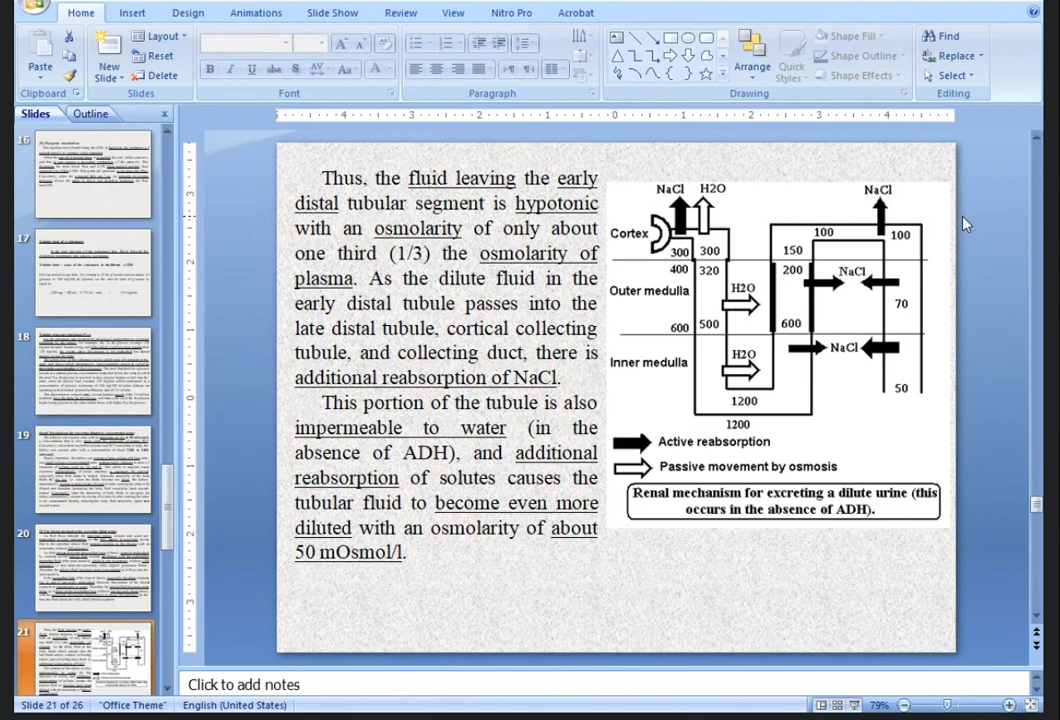 Home Insert Design Animations Slide Show Review View Nitro Pro Acrobat
Paste
New
Slide
Layout
Reset
Delete
B I U abc S AV Aa A
Arrange
Quick
Styles
Shape Fill
Shape Outline
Shape Effects
Find
Replace
Select
Clipboard Slides Font Paragraph Drawing Editing
Slides Outline
16
17
18
19
20
21
Thus, the fluid leaving the early
distal tubular segment is hypotonic
with an osmolarity of only about
one third (1/3) the osmolarity of
plasma. As the dilute fluid in the
early distal tubule passes into the
late distal tubule, cortical collecting
tubule, and collecting duct, there is
additional reabsorption of NaCl.
This portion of the tubule is also
impermeable to water (in the
absence of ADH), and additional
reabsorption of solutes causes the
tubular fluid to become even more
diluted with an osmolarity of about
50 mOsmol/l.
NaCl H2O NaCl
Cortex
300 300 150 100 100
400 320 200 NaCl
Outer medulla H2O
70
600 500 600
Inner medulla H2O NaCl
50
1200
1200
Active reabsorption
Passive movement by osmosis
Renal mechanism for excreting a dilute urine (this
occurs in the absence of ADH).
Click to add notes
Slide 21 of 26 "Office Theme" English (United States) 79%